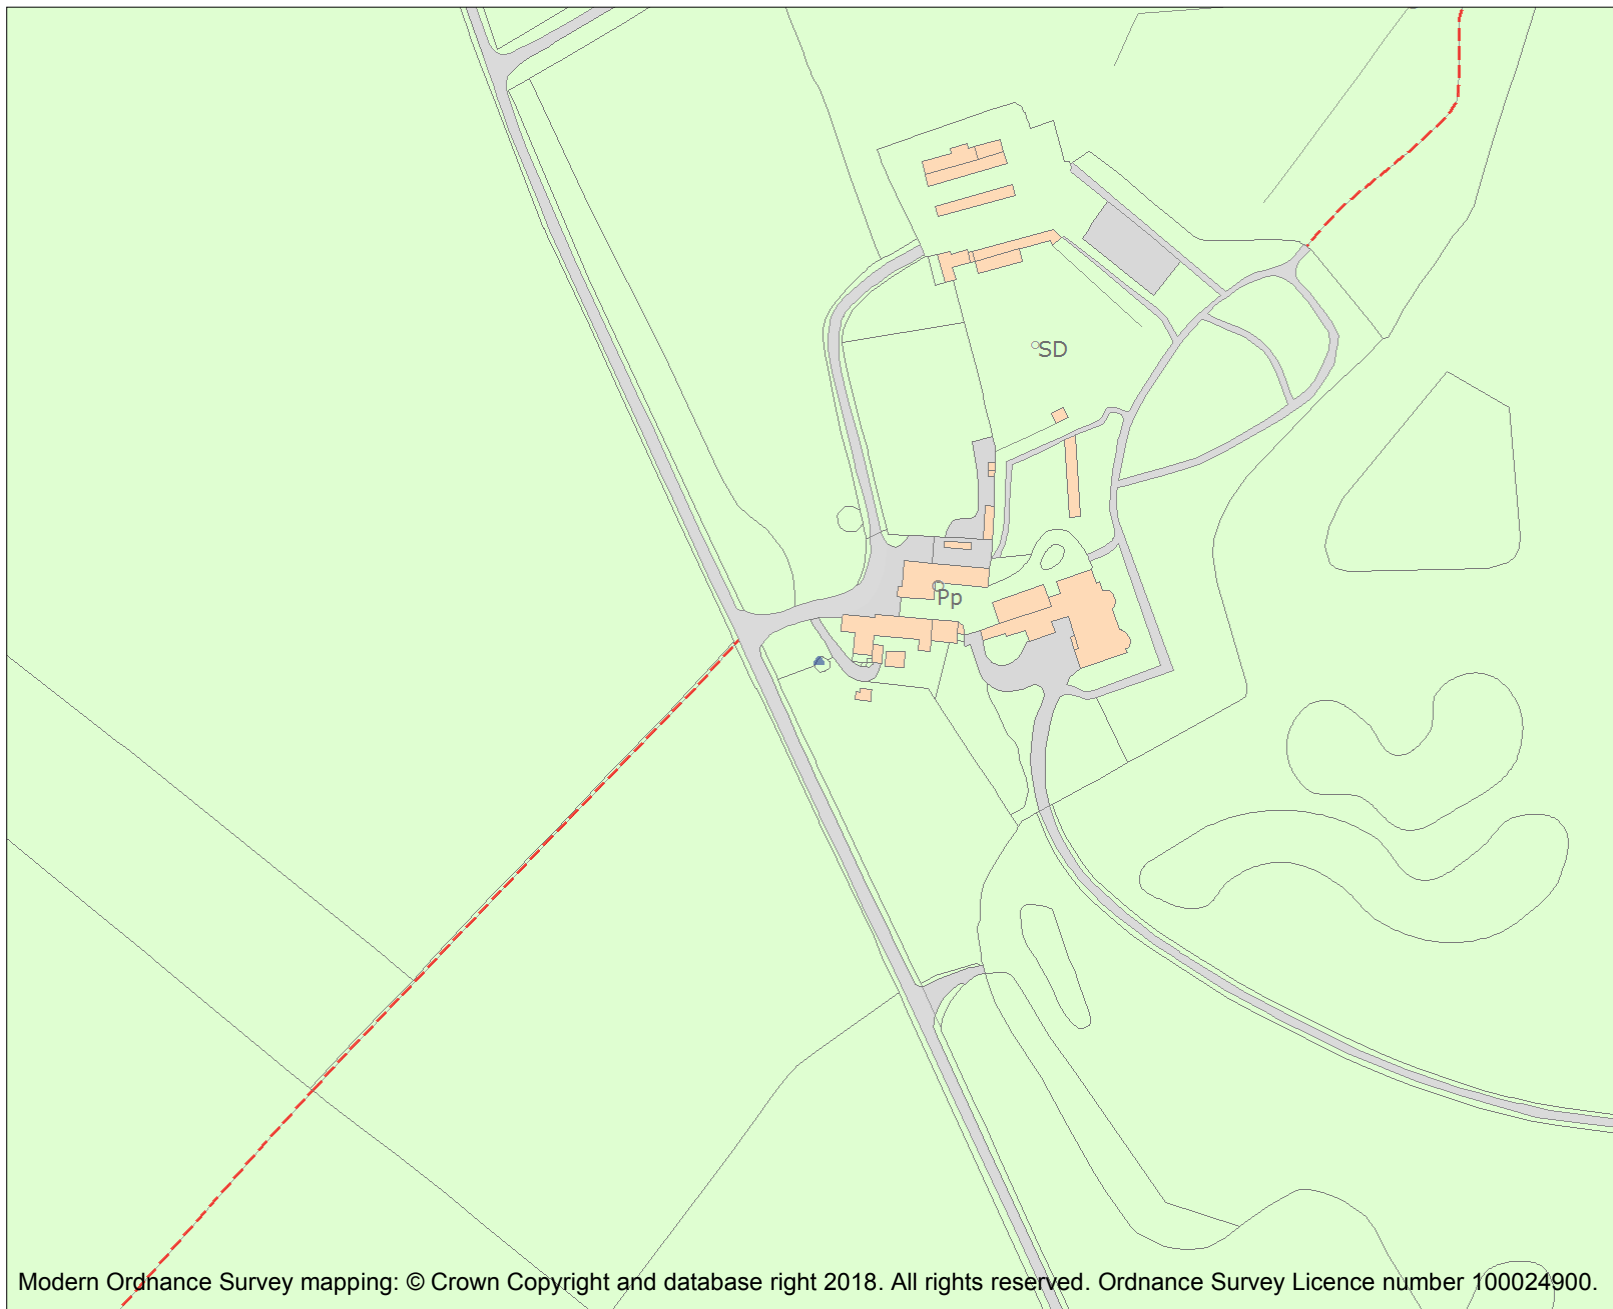 SD
Pp
Modern Ordnance Survey mapping: © Crown Copyright and database right 2018. All rights reserved. Ordnance Survey Licence number 100024900.